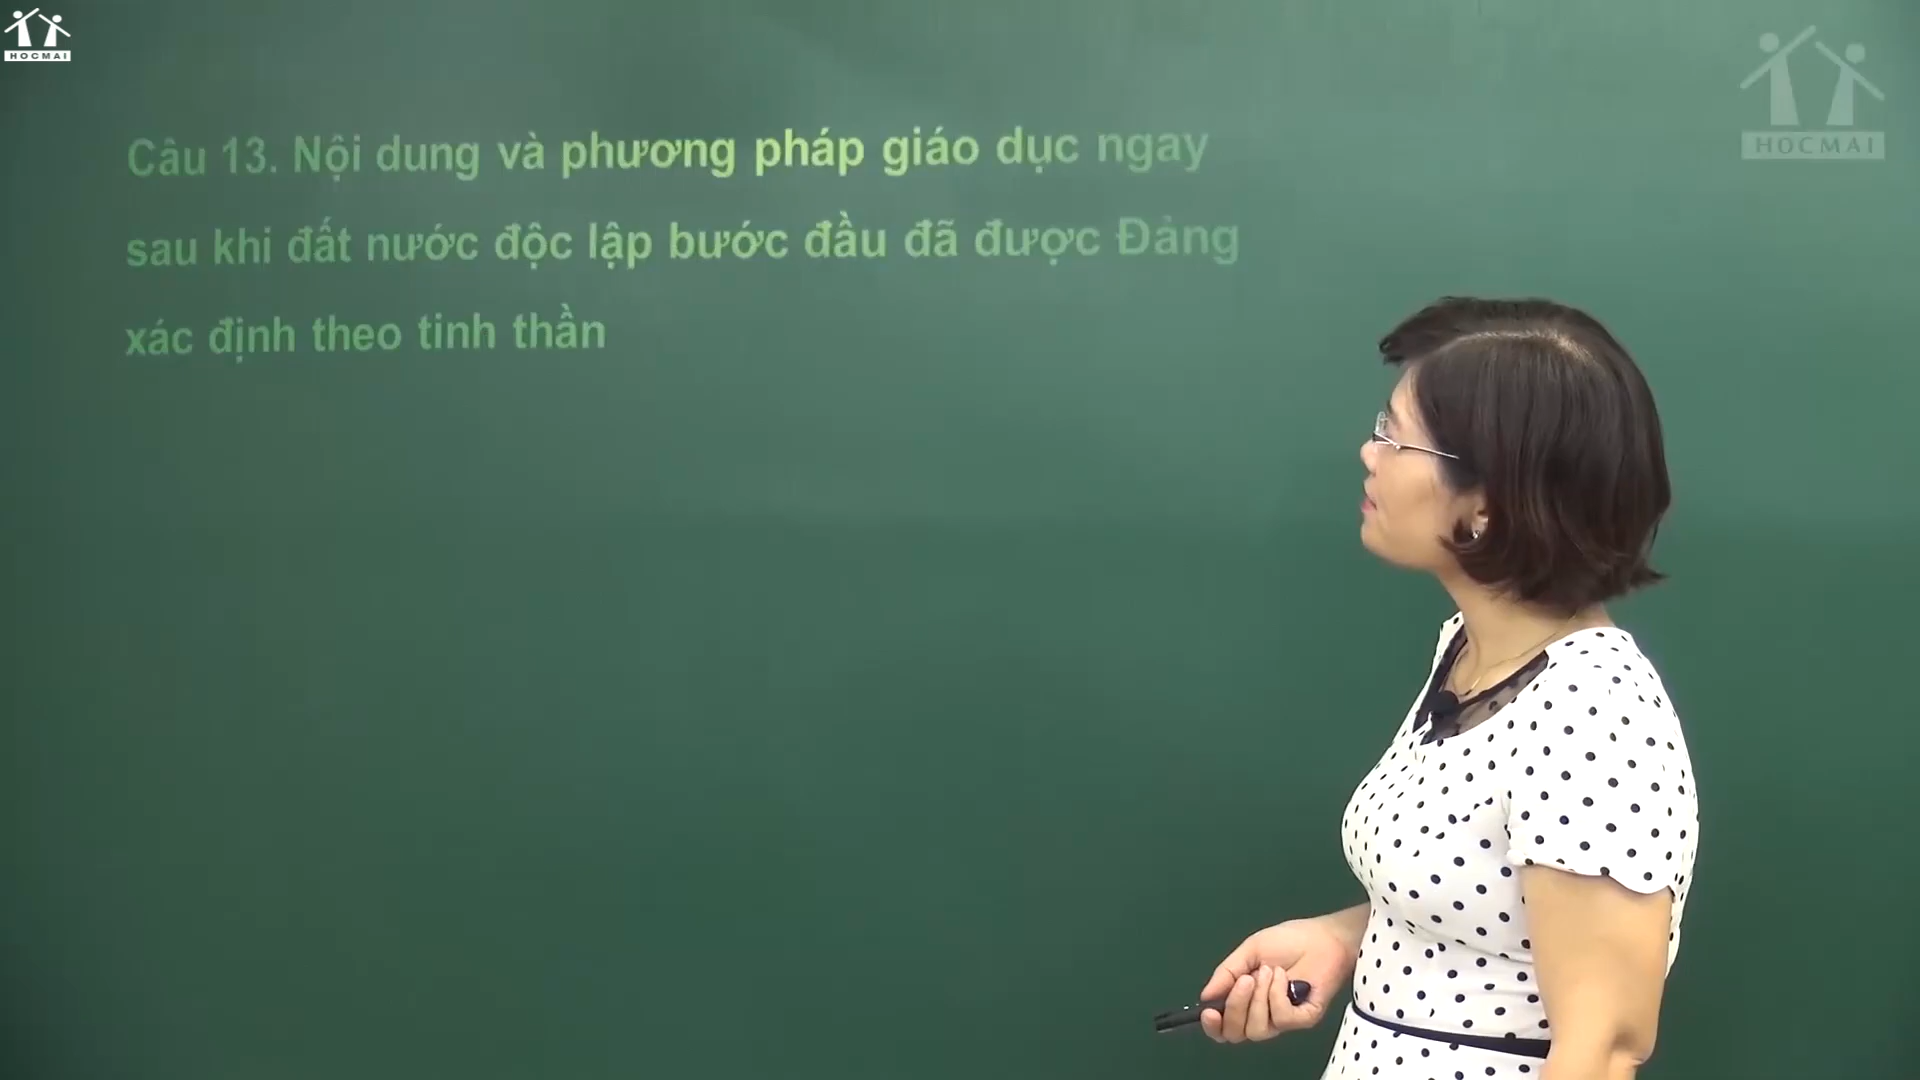 HOCMAI
HOCMAI
Câu 13. Nội dung và phương pháp giáo dục ngay
sau khi đất nước độc lập bước đầu đã được Đảng
xác định theo tinh thần